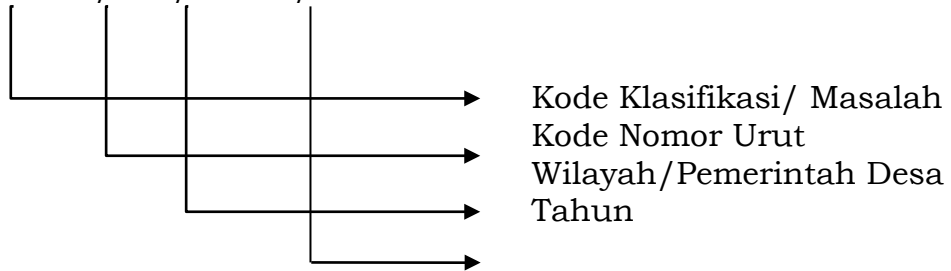 Kode Klasifikasi/ Masalah
Kode Nomor Urut
Wilayah/Pemerintah Desa
Tahun